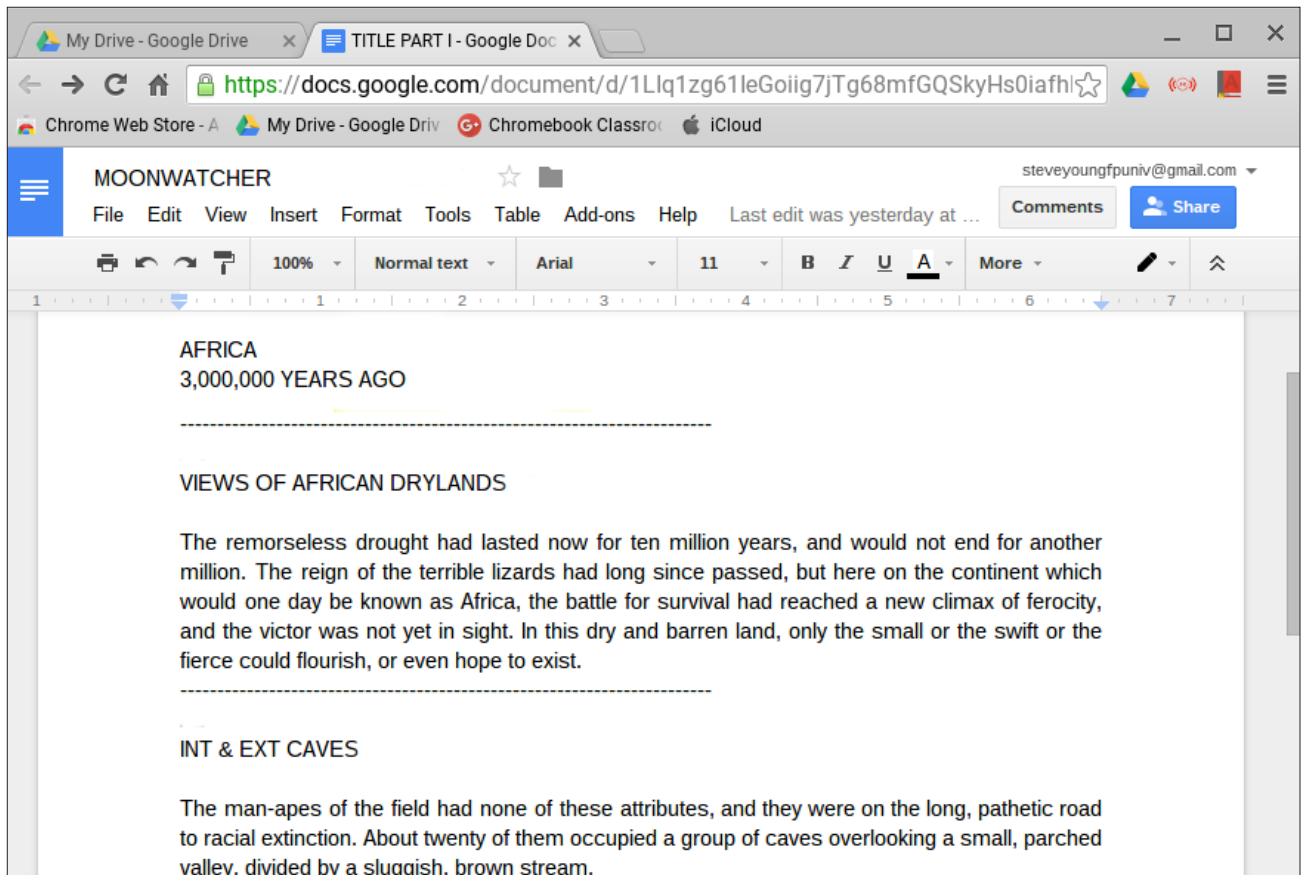 My Drive - Google Drive
TITLE PART I - Google Doc
https://docs.google.com/document/d/1Llq1zg61leGoiig7jTg68mfGQSkyHs0iafh
Chrome Web Store - A My Drive - Google Driv Chromebook Classro iCloud
MOONWATCHER
steveyoungfpuniv@gmail.com
File Edit View Insert Format Tools Table Add-ons Help Last edit was yesterday at ...
Comments Share
100% Normal text Arial 11 B I U A More
1 1 2 3 4 5 6 7
AFRICA
3,000,000 YEARS AGO
------------------------------------------------------------------------
VIEWS OF AFRICAN DRYLANDS
The remorseless drought had lasted now for ten million years, and would not end for another
million. The reign of the terrible lizards had long since passed, but here on the continent which
would one day be known as Africa, the battle for survival had reached a new climax of ferocity,
and the victor was not yet in sight. In this dry and barren land, only the small or the swift or the
fierce could flourish, or even hope to exist.
------------------------------------------------------------------------
INT & EXT CAVES
The man-apes of the field had none of these attributes, and they were on the long, pathetic road
to racial extinction. About twenty of them occupied a group of caves overlooking a small, parched
valley, divided by a sluggish, brown stream.